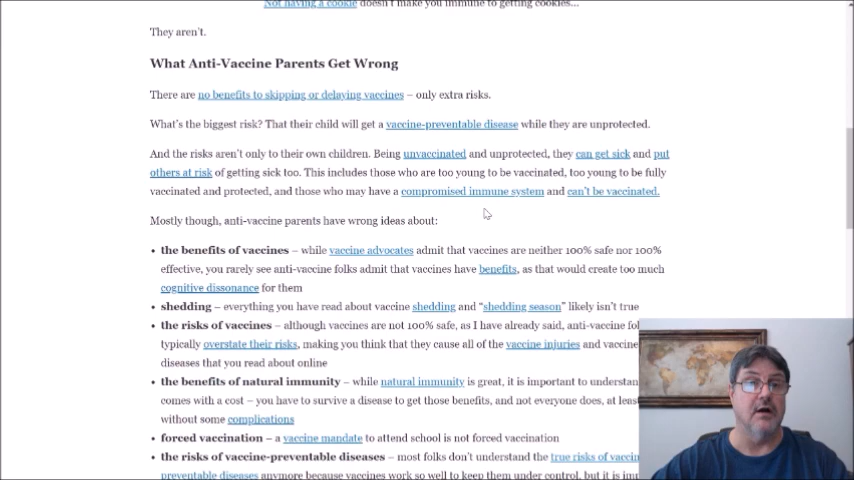 Not having a cookie doesn't make you immune to getting cookies...
They aren't.
What Anti-Vaccine Parents Get Wrong
There are no benefits to skipping or delaying vaccines – only extra risks.
What's the biggest risk? That their child will get a vaccine-preventable disease while they are unprotected.
And the risks aren't only to their own children. Being unvaccinated and unprotected, they can get sick and put
others at risk of getting sick too. This includes those who are too young to be vaccinated, too young to be fully
vaccinated and protected, and those who may have a compromised immune system and can't be vaccinated.
Mostly though, anti-vaccine parents have wrong ideas about:
• the benefits of vaccines – while vaccine advocates admit that vaccines are neither 100% safe nor 100%
effective, you rarely see anti-vaccine folks admit that vaccines have benefits, as that would create too much
cognitive dissonance for them
• shedding – everything you have read about vaccine shedding and "shedding season" likely isn't true
• the risks of vaccines – although vaccines are not 100% safe, as I have already said, anti-vaccine
typically overstate their risks, making you think that they cause all of the vaccine injuries and vaccine
diseases that you read about online
• the benefits of natural immunity – while natural immunity is great, it is important to
comes with a cost – you have to survive a disease to get those benefits, and not everyone does, at
without some complications
• forced vaccination – a vaccine mandate to attend school is not forced vaccination
• the risks of vaccine-preventable diseases – most folks don't understand the true risks of
preventable diseases anymore because vaccines work so well to keep them under control, but it is